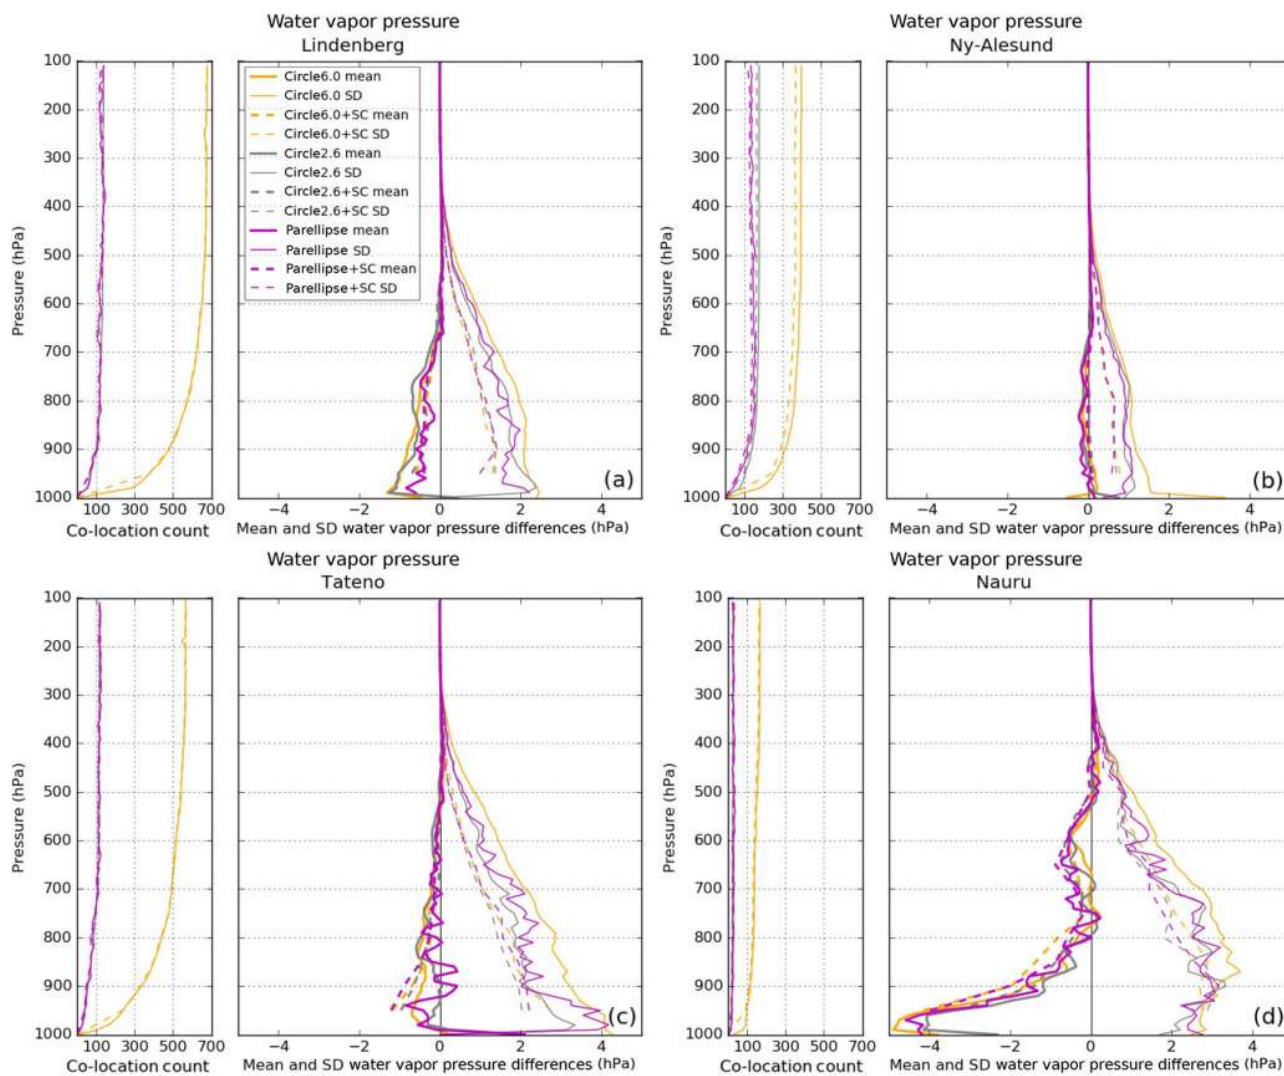 Water vapor pressure
Lindenberg
100
200
300
400
500
600
700
800
900
1000
Pressure (hPa)
100 300 500 700
Co-location count
Circle6.0 mean
Circle6.0 SD
Circle6.0+SC mean
Circle6.0+SC SD
Circle2.6 mean
Circle2.6 SD
Circle2.6+SC mean
Circle2.6+SC SD
Parellipse mean
Parellipse SD
Parellipse+SC mean
Parellipse+SC SD
(a)
−4 −2 0 2 4
Mean and SD water vapor pressure differences (hPa)
Water vapor pressure
Ny-Alesund
100
200
300
400
500
600
700
800
900
1000
Pressure (hPa)
100 300 500 700
Co-location count
(b)
−4 −2 0 2 4
Mean and SD water vapor pressure differences (hPa)
Water vapor pressure
Tateno
100
200
300
400
500
600
700
800
900
1000
Pressure (hPa)
100 300 500 700
Co-location count
(c)
−4 −2 0 2 4
Mean and SD water vapor pressure differences (hPa)
Water vapor pressure
Nauru
100
200
300
400
500
600
700
800
900
1000
Pressure (hPa)
100 300 500 700
Co-location count
(d)
−4 −2 0 2 4
Mean and SD water vapor pressure differences (hPa)